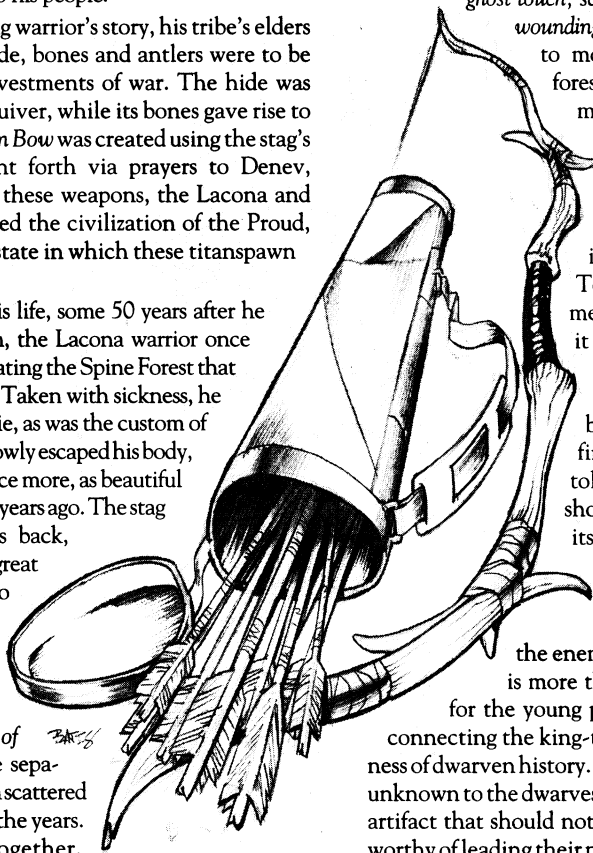 to his people.
g warrior's story, his tribe's elders
de, bones and antlers were to be
vestments of war. The hide was
uiver, while its bones gave rise to
n Bow was created using the stag's
nt forth via prayers to Denev,
these weapons, the Lacona and
ed the civilization of the Proud,
state in which these titanspawn
is life, some 50 years after he
n, the Lacona warrior once
ating the Spine Forest that
Taken with sickness, he
ie, as was the custom of
owly escaped his body,
ce more, as beautiful
years ago. The stag
s back,
great
o
of
e sepa-
scattered
the years.
ogether,
ghost touch,
wounding
to me
fores
m
i
To
me
it
b
fi
tol
sho
its
the ener
is more t
for the young p
connecting the king-t
ness of dwarven history.
unknown to the dwarves
artifact that should not
worthy of leading their